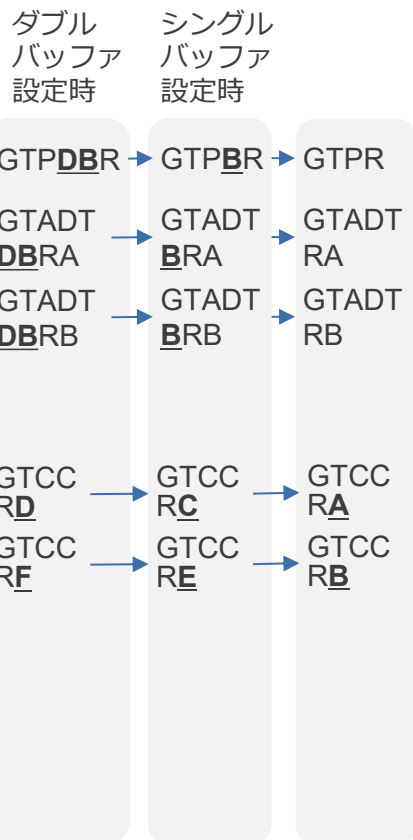 ダブル
バッファ
設定時
シングル
バッファ
設定時
GTPDBR
GTPBR
GTPR
GTADT
DBRA
GTADT
BRA
GTADT
RA
GTADT
DBRB
GTADT
BRB
GTADT
RB
GTCC
RD
GTCC
RC
GTCC
RA
GTCC
RF
GTCC
RE
GTCC
RB